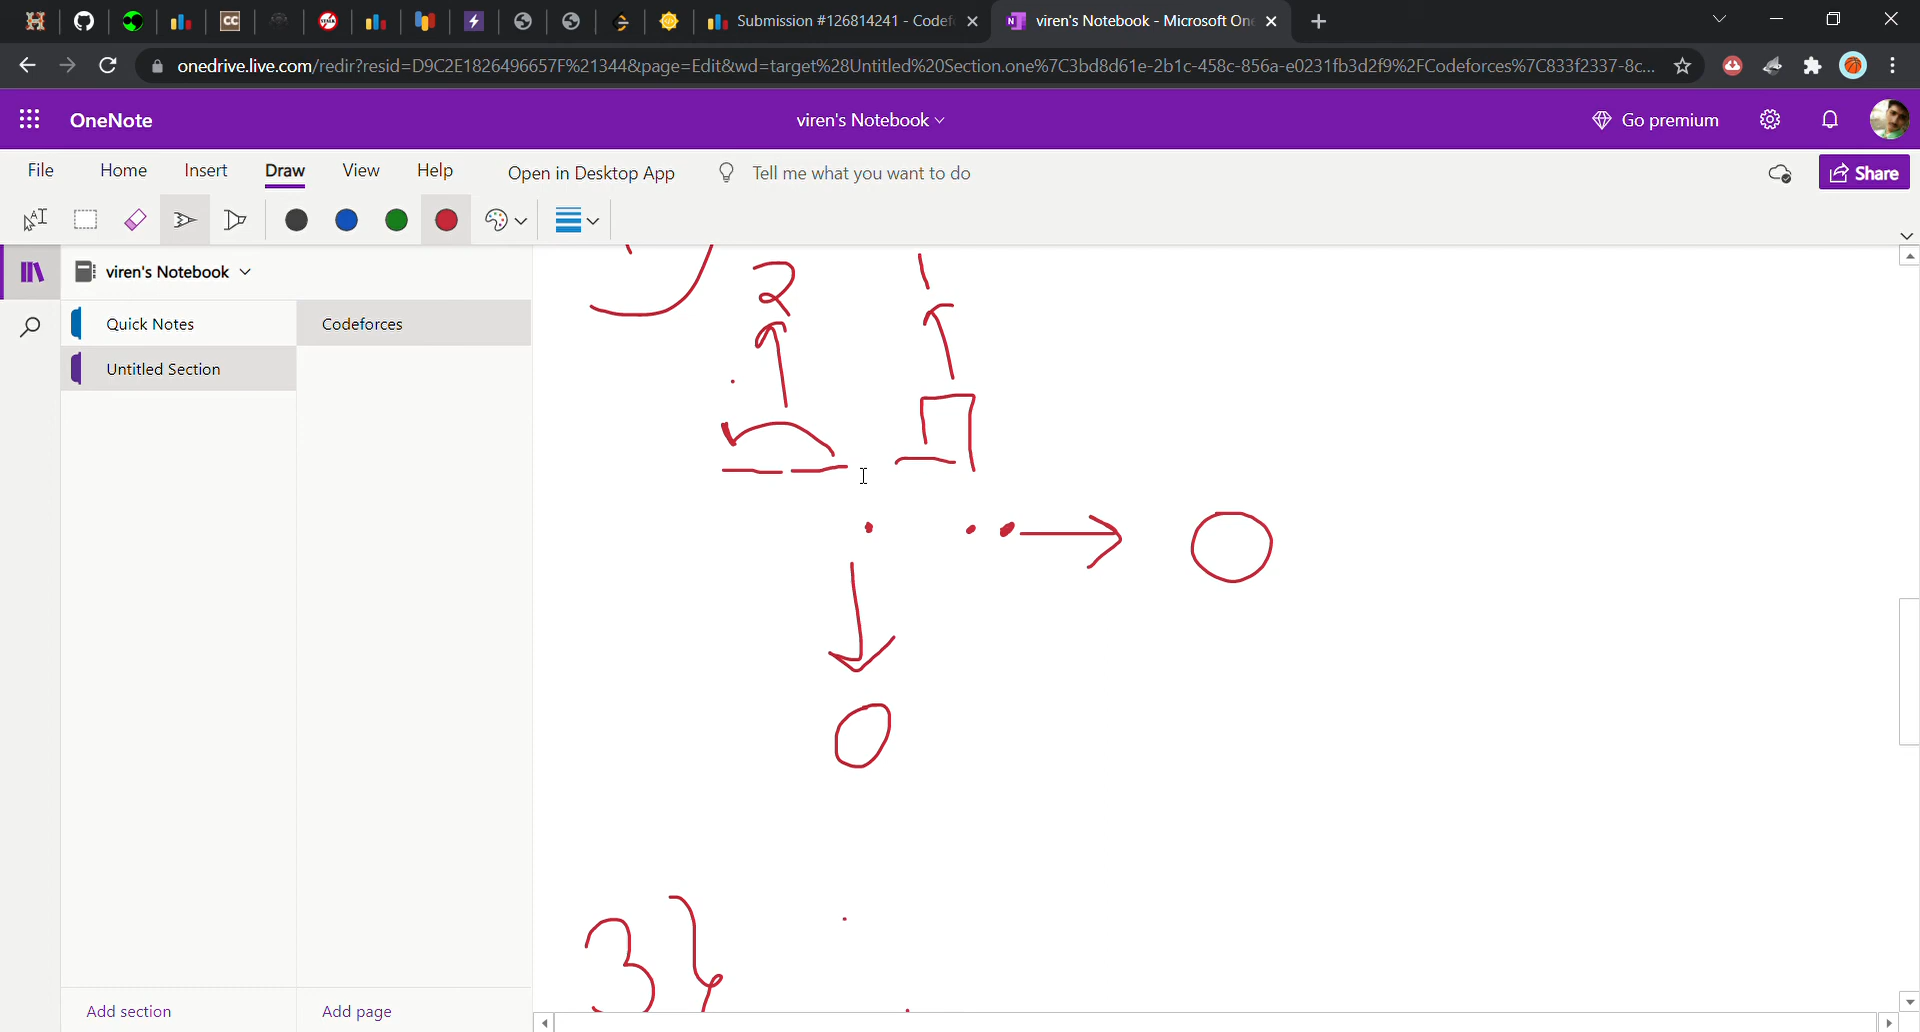 CC
Submission #126814241 - Codef
viren's Notebook - Microsoft On
onedrive.live.com/redir?resid=D9C2E1826496657F%21344&page=Edit&wd=target%28Untitled%20Section.one%7C3bd8d61e-2b1c-458c-856a-e0231fb3d2f9%2FCodeforces%7C833f2337-8c...
OneNote
viren's Notebook
Go premium
File Home Insert Draw View Help Open in Desktop App Tell me what you want to do
Share
viren's Notebook
Quick Notes
Codeforces
Untitled Section
2 1
3)
Add section
Add page